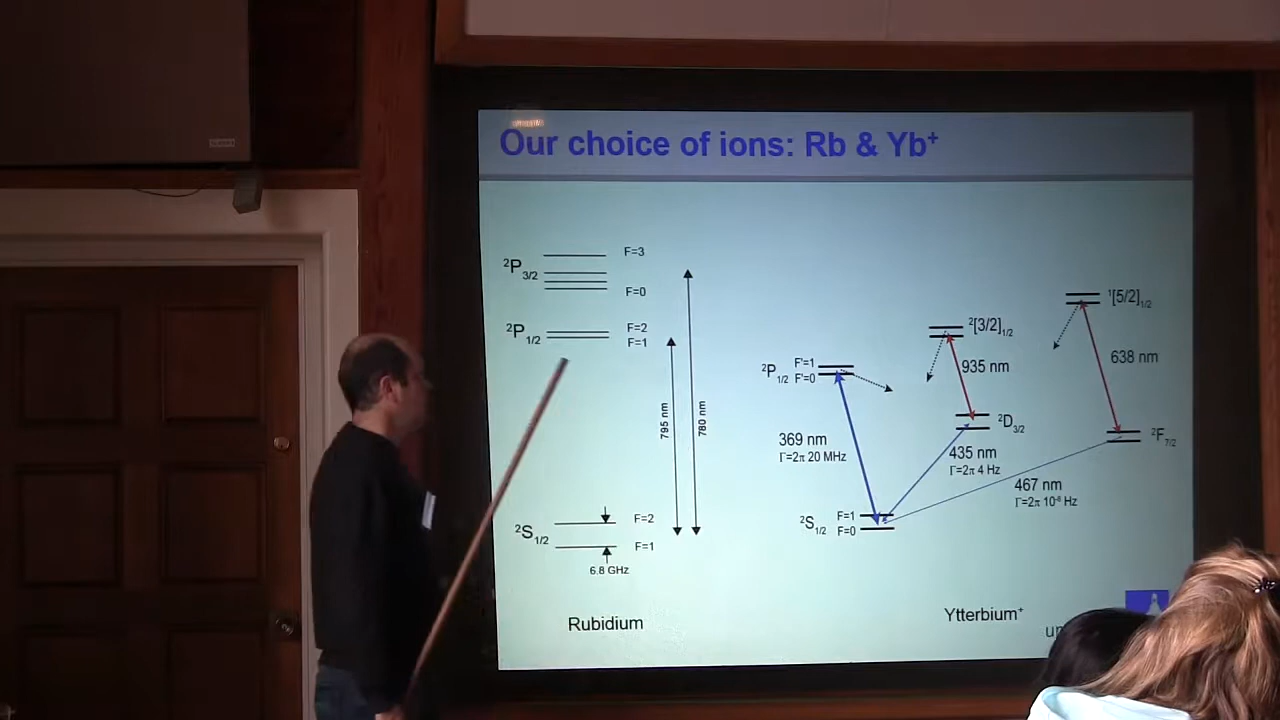 Our choice of ions: Rb & Yb⁺
²P₃/₂
F=3
F=0
²P₁/₂
F=2
F=1
795 nm
780 nm
²S₁/₂
F=2
F=1
6.8 GHz
Rubidium
²P₁/₂
F'=1
F'=0
369 nm
Γ=2π 20 MHz
²S₁/₂
F=1
F=0
²[3/2]₁/₂
935 nm
²D₃/₂
435 nm
Γ=2π 4 Hz
¹[5/2]₁/₂
638 nm
²F₇/₂
467 nm
Γ=2π 10⁻⁸ Hz
Ytterbium⁺
un